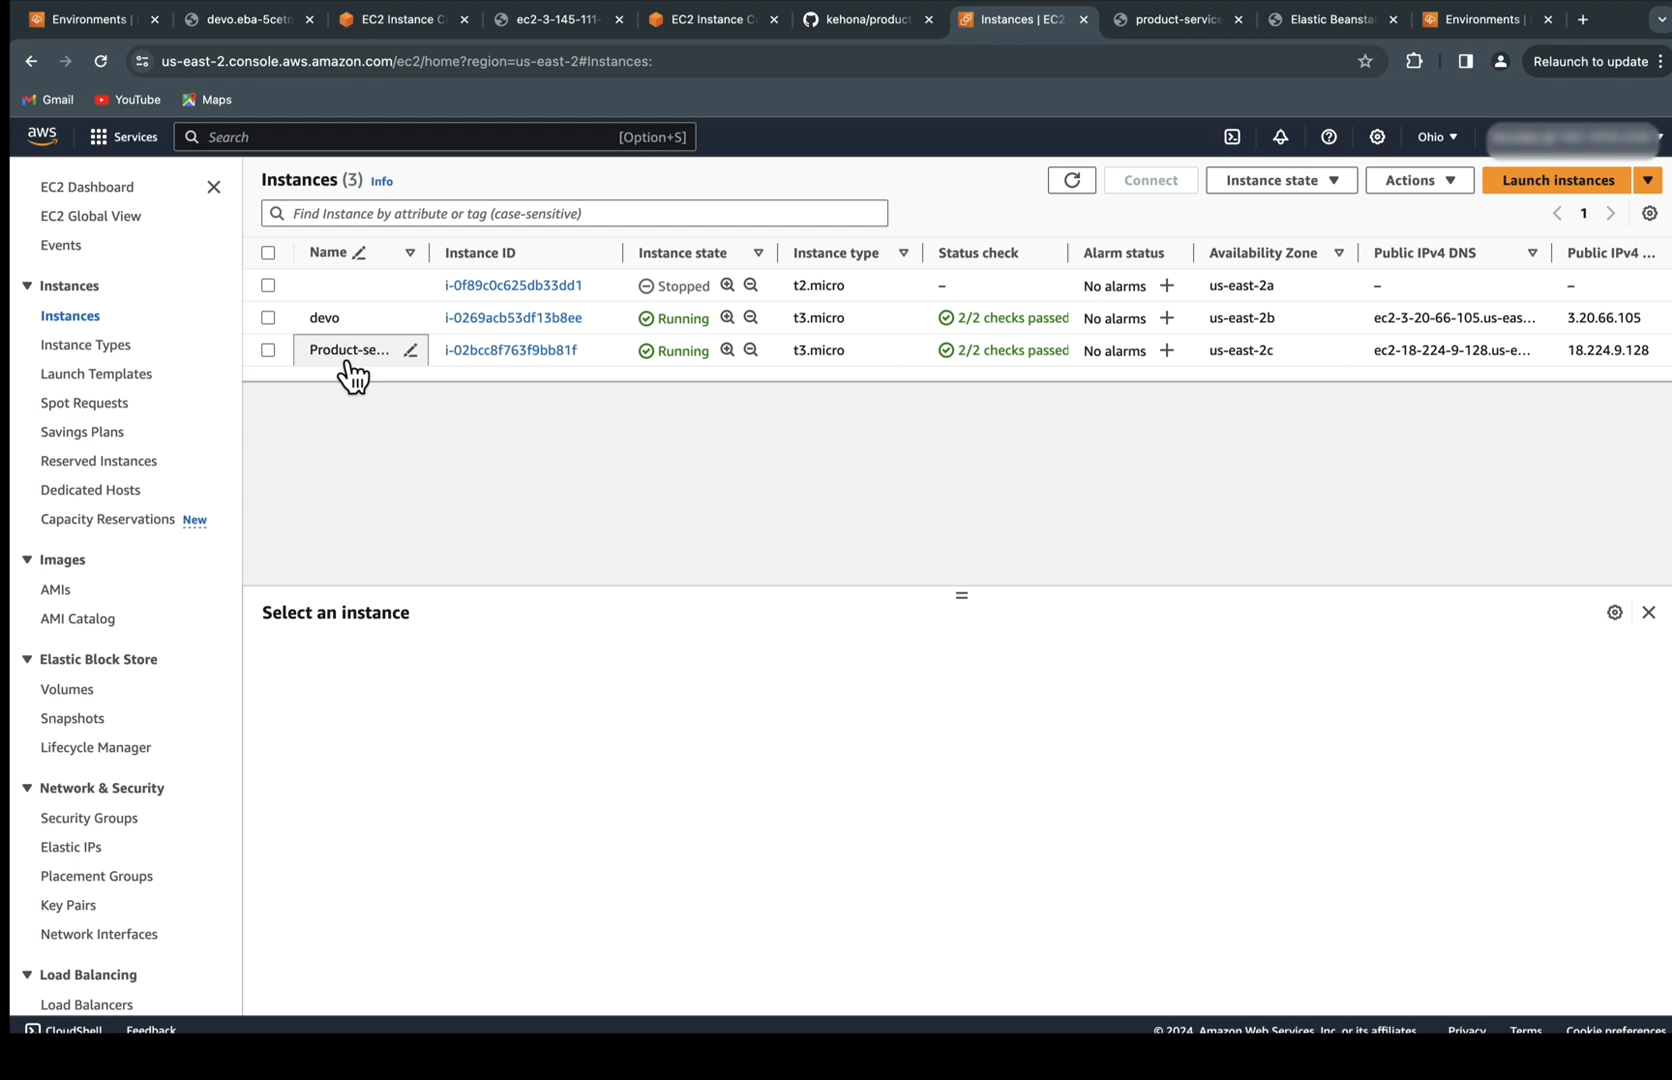 Environments |
devo.eba-5cetn
EC2 Instance C
ec2-3-145-111-
EC2 Instance C
kehona/product
Instances | EC2
product-service
Elastic Beansta
Environments |
us-east-2.console.aws.amazon.com/ec2/home?region=us-east-2#Instances:
Relaunch to update
Gmail
YouTube
Maps
aws
Services
Search
[Option+S]
Ohio
EC2 Dashboard
EC2 Global View
Events
Instances
Instances
Instance Types
Launch Templates
Spot Requests
Savings Plans
Reserved Instances
Dedicated Hosts
Capacity Reservations New
Images
AMIs
AMI Catalog
Elastic Block Store
Volumes
Snapshots
Lifecycle Manager
Network & Security
Security Groups
Elastic IPs
Placement Groups
Key Pairs
Network Interfaces
Load Balancing
Load Balancers
Instances (3) Info
Connect
Instance state
Actions
Launch instances
Find Instance by attribute or tag (case-sensitive)
1
Name Instance ID Instance state Instance type Status check Alarm status Availability Zone Public IPv4 DNS Public IPv4 ...
i-0f89c0c625db33dd1 Stopped t2.micro – No alarms us-east-2a – –
devo i-0269acb53df13b8ee Running t3.micro 2/2 checks passed No alarms us-east-2b ec2-3-20-66-105.us-eas... 3.20.66.105
Product-se... i-02bcc8f763f9bb81f Running t3.micro 2/2 checks passed No alarms us-east-2c ec2-18-224-9-128.us-e... 18.224.9.128
Select an instance
CloudShell
Feedback
© 2024, Amazon Web Services, Inc. or its affiliates.
Privacy
Terms
Cookie preferences